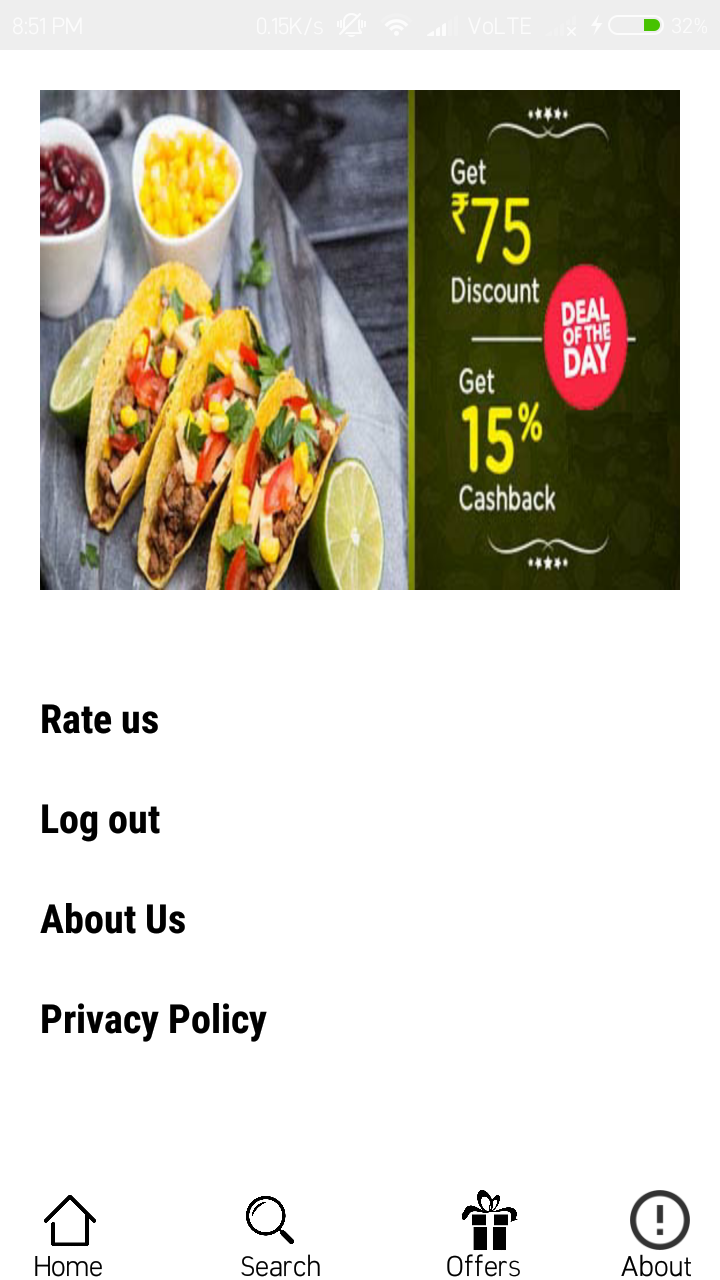 8:51 PM 0.15K/s VoLTE 32%
Get
₹75
Discount
DEAL
OF THE
DAY
Get
15%
Cashback
Rate us
Log out
About Us
Privacy Policy
Home Search Offers About